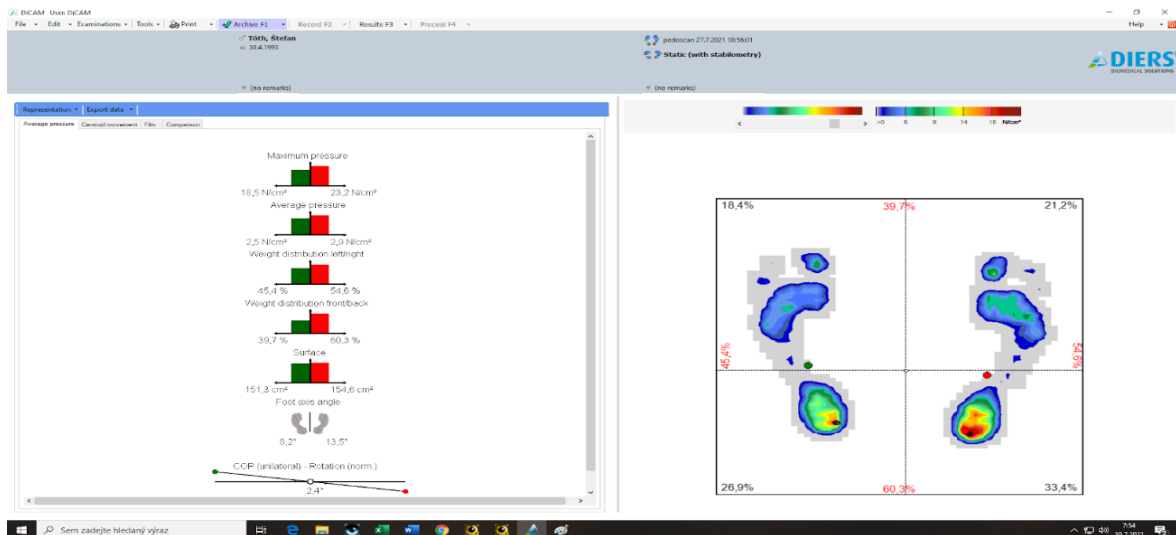 DiCAM User DiCAM
File Edit Examinations Tools Print Archive F1 Record F2 Results F3 Process F4 Help
Tóth, Štefan
30.4.1993
(no remarks)
pedoscan 27.7.2021 18:56:01
Static (with stabilometry)
(no remarks)
DIERS
BIOMEDICAL SOLUTIONS
Representation Export data
Average pressure Centroid movement Film Comparison
Maximum pressure
18,5 N/cm² 23,2 N/cm²
Average pressure
2,5 N/cm² 2,9 N/cm²
Weight distribution left/right
45,4 % 54,6 %
Weight distribution front/back
39,7 % 60,3 %
Surface
151,3 cm² 154,6 cm²
Foot axis angle
8,2° 13,5°
COP (unilateral) - Rotation (norm.)
2,4°
14 18 N/cm²
18,4% 39,7% 21,2%
45,4% 54,6%
26,9% 60,3% 33,4%
Sem zadejte hledaný výraz
7:54
30.7.2021